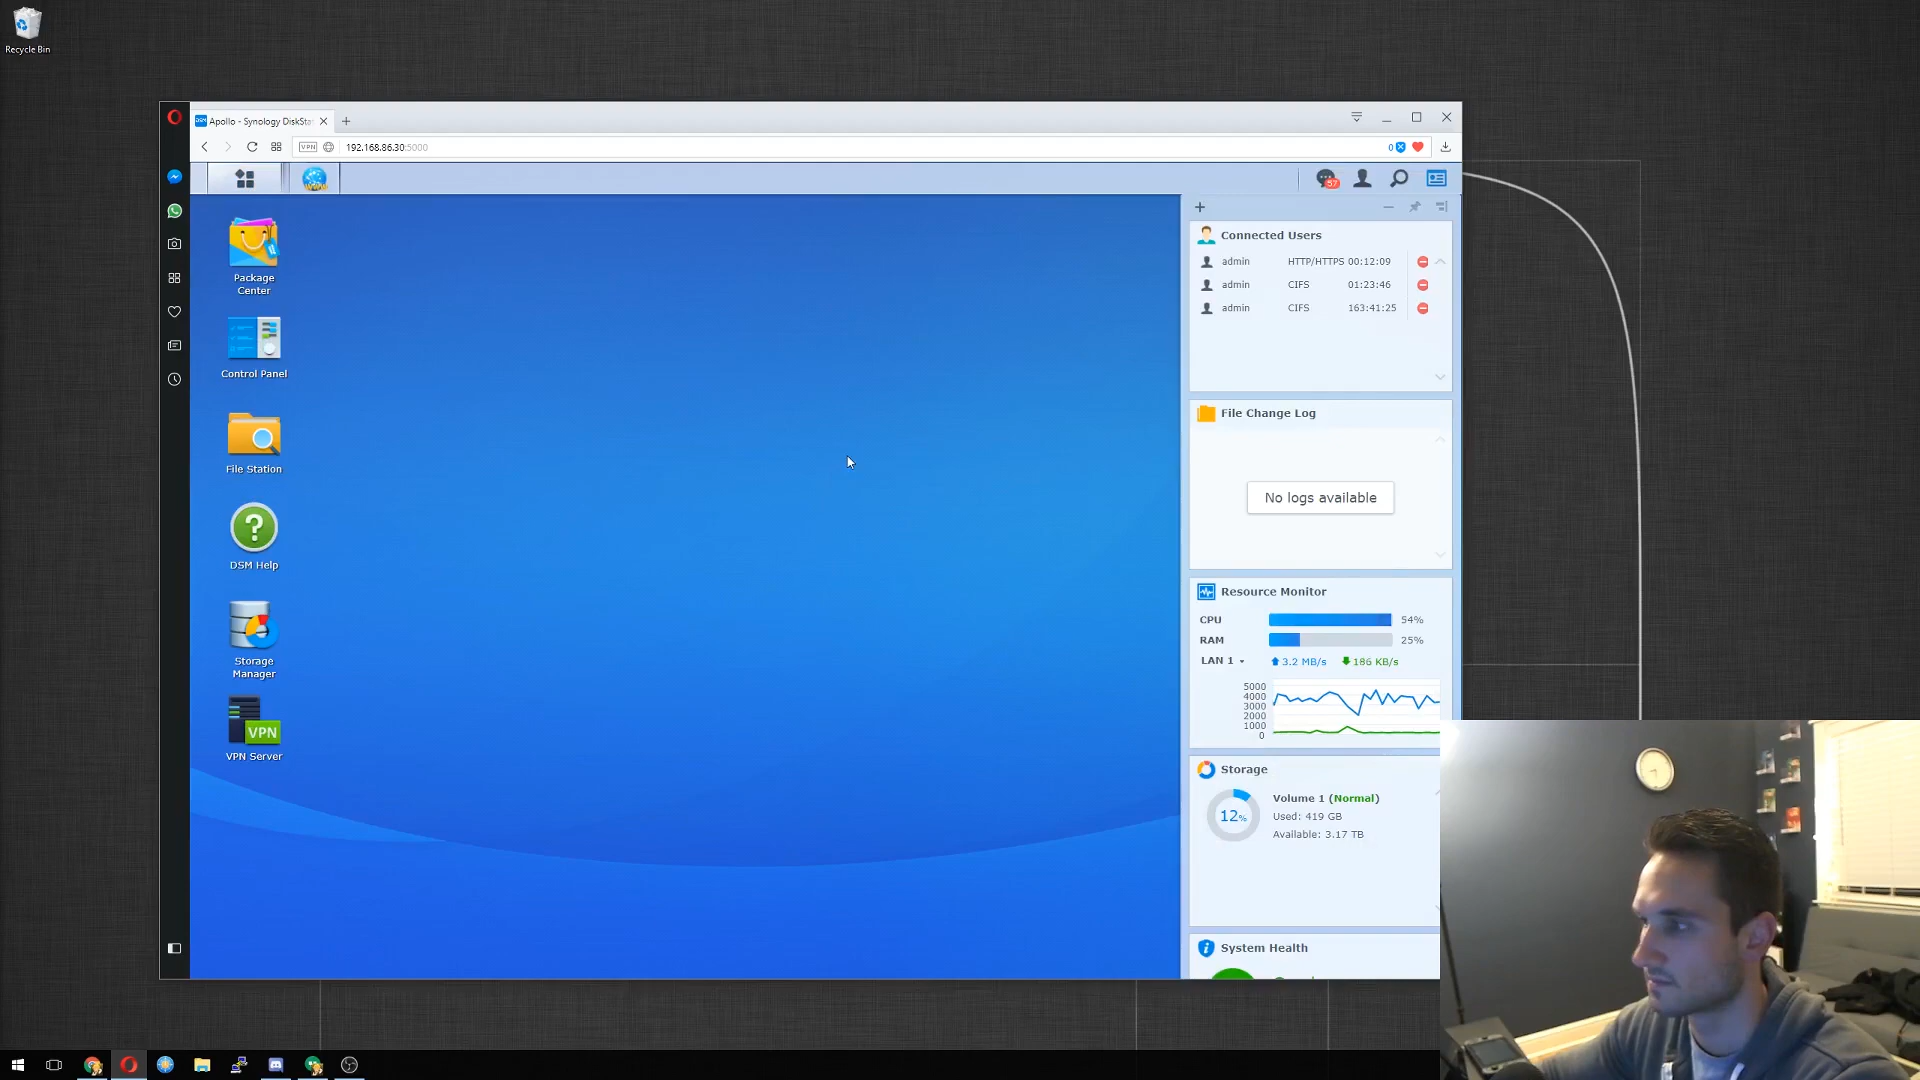 Recycle Bin
Apollo - Synology DiskSta
VPN
192.168.86.30:5000
0
57
Package
Center
Control Panel
File Station
DSM Help
Storage
Manager
VPN
VPN Server
Connected Users
admin HTTP/HTTPS 00:12:09
admin CIFS 01:23:46
admin CIFS 163:41:25
File Change Log
No logs available
Resource Monitor
CPU 54%
RAM 25%
LAN 1 3.2 MB/s 186 KB/s
5000
4000
3000
2000
1000
0
Storage
12%
Volume 1 (Normal)
Used: 419 GB
Available: 3.17 TB
System Health